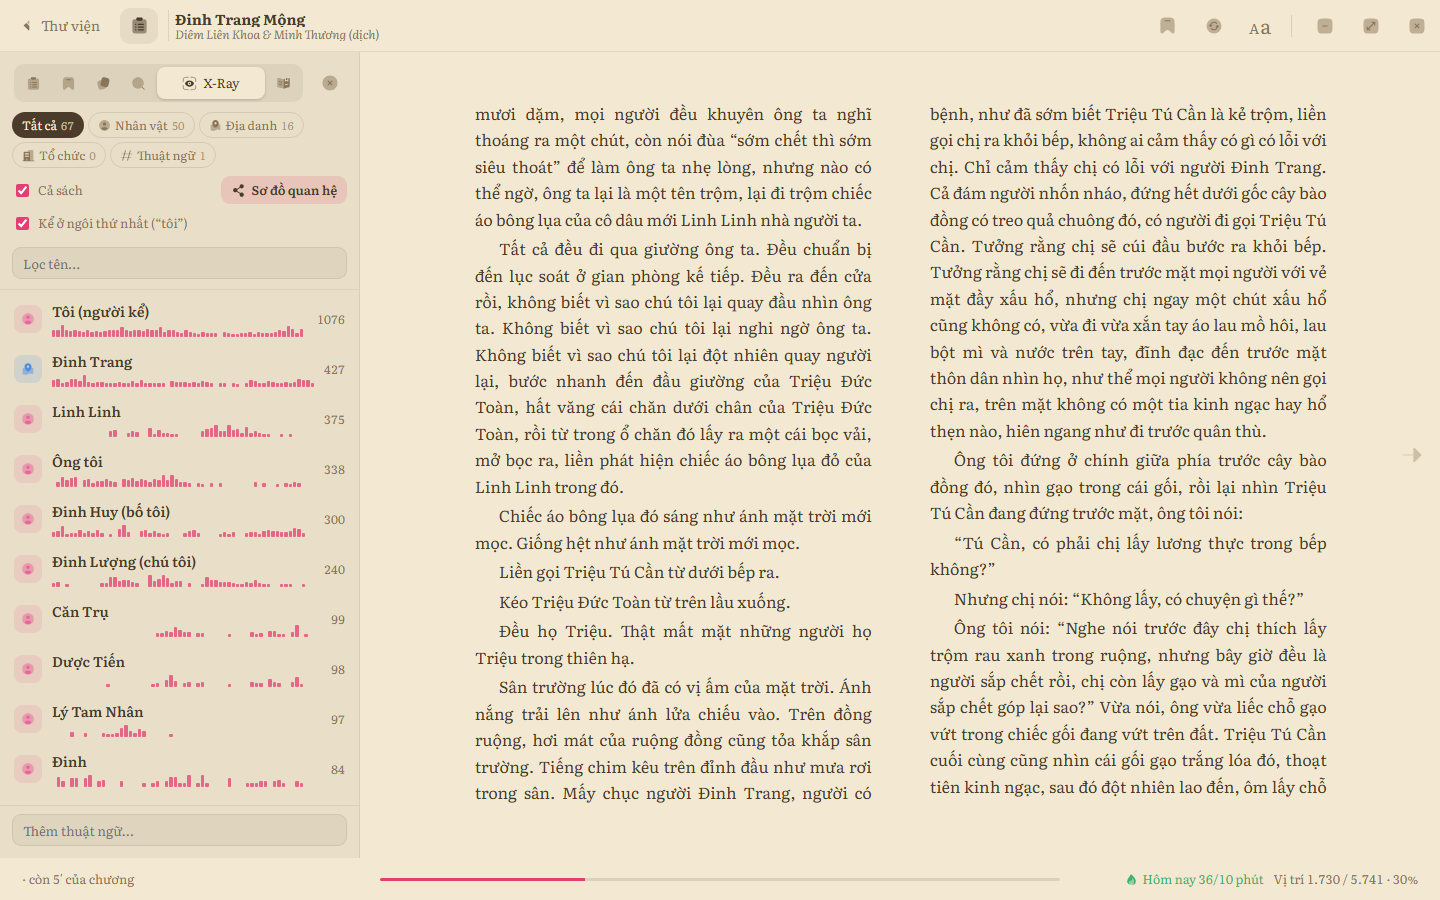 Thư viện
Đinh Trang Mộng
Diêm Liên Khoa & Minh Thương (dịch)
Aa
X-Ray
Tất cả 67
Nhân vật 50
Địa danh 16
Tổ chức 0
Thuật ngữ 1
Cả sách
Sơ đồ quan hệ
Kể ở ngôi thứ nhất (“tôi”)
Lọc tên...
Tôi (người kể)
1076
Đinh Trang
427
Linh Linh
375
Ông tôi
338
Đinh Huy (bố tôi)
300
Đinh Lượng (chú tôi)
240
Căn Trụ
99
Dược Tiến
98
Lý Tam Nhân
97
Đinh
84
Thêm thuật ngữ...
mươi dặm, mọi người đều khuyên ông ta nghĩ
thoáng ra một chút, còn nói đùa “sớm chết thì sớm
siêu thoát” để làm ông ta nhẹ lòng, nhưng nào có
thể ngờ, ông ta lại là một tên trộm, lại đi trộm chiếc
áo bông lụa của cô dâu mới Linh Linh nhà người ta.
Tất cả đều đi qua giường ông ta. Đều chuẩn bị
đến lục soát ở gian phòng kế tiếp. Đều ra đến cửa
rồi, không biết vì sao chú tôi lại quay đầu nhìn ông
ta. Không biết vì sao chú tôi lại nghi ngờ ông ta.
Không biết vì sao chú tôi lại đột nhiên quay người
lại, bước nhanh đến đầu giường của Triệu Đức
Toàn, hất văng cái chăn dưới chân của Triệu Đức
Toàn, rồi từ trong ổ chăn đó lấy ra một cái bọc vải,
mở bọc ra, liền phát hiện chiếc áo bông lụa đỏ của
Linh Linh trong đó.
Chiếc áo bông lụa đó sáng như ánh mặt trời mới
mọc. Giống hệt như ánh mặt trời mới mọc.
Liền gọi Triệu Tú Cần từ dưới bếp ra.
Kéo Triệu Đức Toàn từ trên lầu xuống.
Đều họ Triệu. Thật mất mặt những người họ
Triệu trong thiên hạ.
Sân trường lúc đó đã có vị ấm của mặt trời. Ánh
nắng trải lên như ánh lửa chiếu vào. Trên đồng
ruộng, hơi mát của ruộng đồng cũng tỏa khắp sân
trường. Tiếng chim kêu trên đỉnh đầu như mưa rơi
trong sân. Mấy chục người Đinh Trang, người có
bệnh, như đã sớm biết Triệu Tú Cần là kẻ trộm, liền
gọi chị ra khỏi bếp, không ai cảm thấy có gì có lỗi với
chị. Chỉ cảm thấy chị có lỗi với người Đinh Trang.
Cả đám người nhốn nháo, đứng hết dưới gốc cây bào
đồng có treo quả chuông đó, có người đi gọi Triệu Tú
Cần. Tưởng rằng chị sẽ cúi đầu bước ra khỏi bếp.
Tưởng rằng chị sẽ đi đến trước mặt mọi người với vẻ
mặt đầy xấu hổ, nhưng chị ngay một chút xấu hổ
cũng không có, vừa đi vừa xắn tay áo lau mồ hôi, lau
bột mì và nước trên tay, đĩnh đạc đến trước mặt
thôn dân nhìn họ, như thể mọi người không nên gọi
chị ra, trên mặt không có một tia kinh ngạc hay hổ
thẹn nào, hiên ngang như đi trước quân thù.
Ông tôi đứng ở chính giữa phía trước cây bào
đồng đó, nhìn gạo trong cái gối, rồi lại nhìn Triệu
Tú Cần đang đứng trước mặt, ông tôi nói:
“Tú Cần, có phải chị lấy lương thực trong bếp
không?”
Nhưng chị nói: “Không lấy, có chuyện gì thế?”
Ông tôi nói: “Nghe nói trước đây chị thích lấy
trộm rau xanh trong ruộng, nhưng bây giờ đều là
người sắp chết rồi, chị còn lấy gạo và mì của người
sắp chết góp lại sao?” Vừa nói, ông vừa liếc chỗ gạo
vứt trong chiếc gối đang vứt trên đất. Triệu Tú Cần
cuối cùng cũng nhìn cái gối gạo trắng lóa đó, thoạt
tiên kinh ngạc, sau đó đột nhiên lao đến, ôm lấy chỗ
· còn 5′ của chương
Hôm nay 36/10 phút
Vị trí 1.730 / 5.741 · 30%